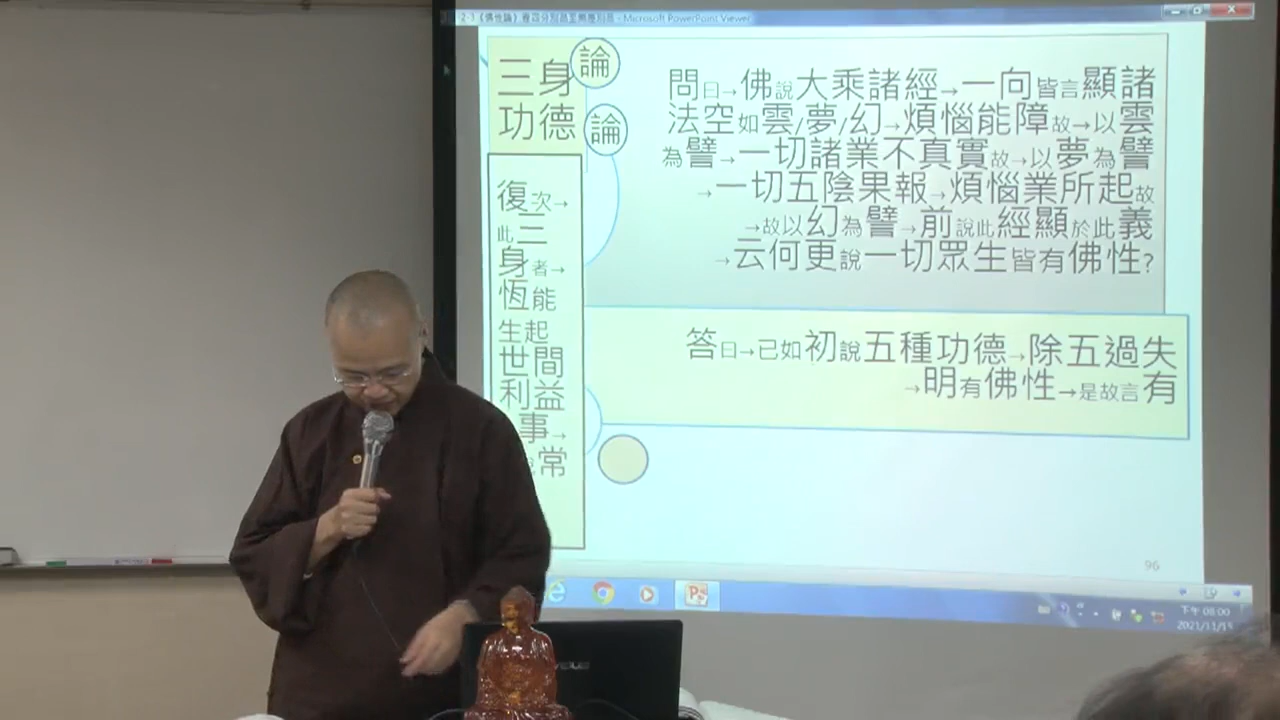 2-3《佛性論》卷四分別品至無差別品 - Microsoft PowerPoint Viewer
三身
功德
論
論
問曰→佛說大乘諸經→一向皆言顯諸
法空如雲/夢/幻→煩惱能障故→以雲
為譬→一切諸業不真實故→以夢為譬
→一切五陰果報→煩惱業所起故
→故以幻為譬→前說此經顯於此義
→云何更說一切眾生皆有佛性?
答曰→已如初說五種功德→除五過失
→明有佛性→是故言有
復次→
此三
身者→
恆能
生起
世間
利益
事→
常
96
下午 08:00
2021/11/15